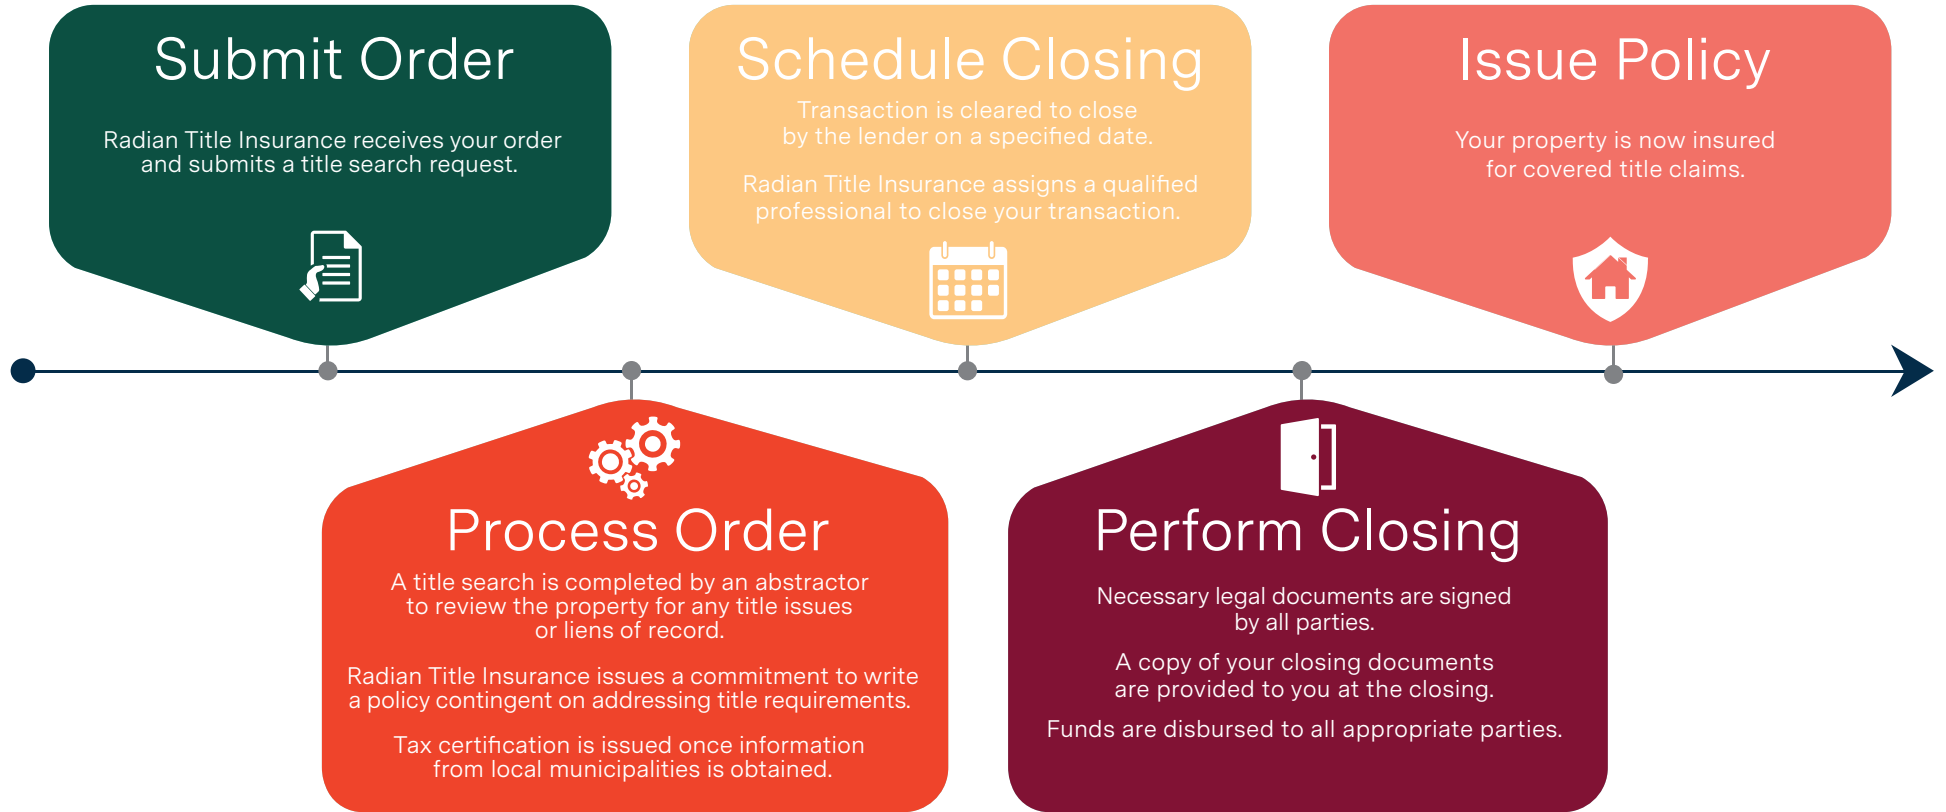 Submit Order
Radian Title Insurance receives your order
and submits a title search request.
Process Order
A title search is completed by an abstractor
to review the property for any title issues
or liens of record.
Radian Title Insurance issues a commitment to write
a policy contingent on addressing title requirements.
Tax certification is issued once information
from local municipalities is obtained.
Schedule Closing
Transaction is cleared to close
by the lender on a specified date.
Radian Title Insurance assigns a qualified
professional to close your transaction.
Perform Closing
Necessary legal documents are signed
by all parties.
A copy of your closing documents
are provided to you at the closing.
Funds are disbursed to all appropriate parties.
Issue Policy
Your property is now insured
for covered title claims.